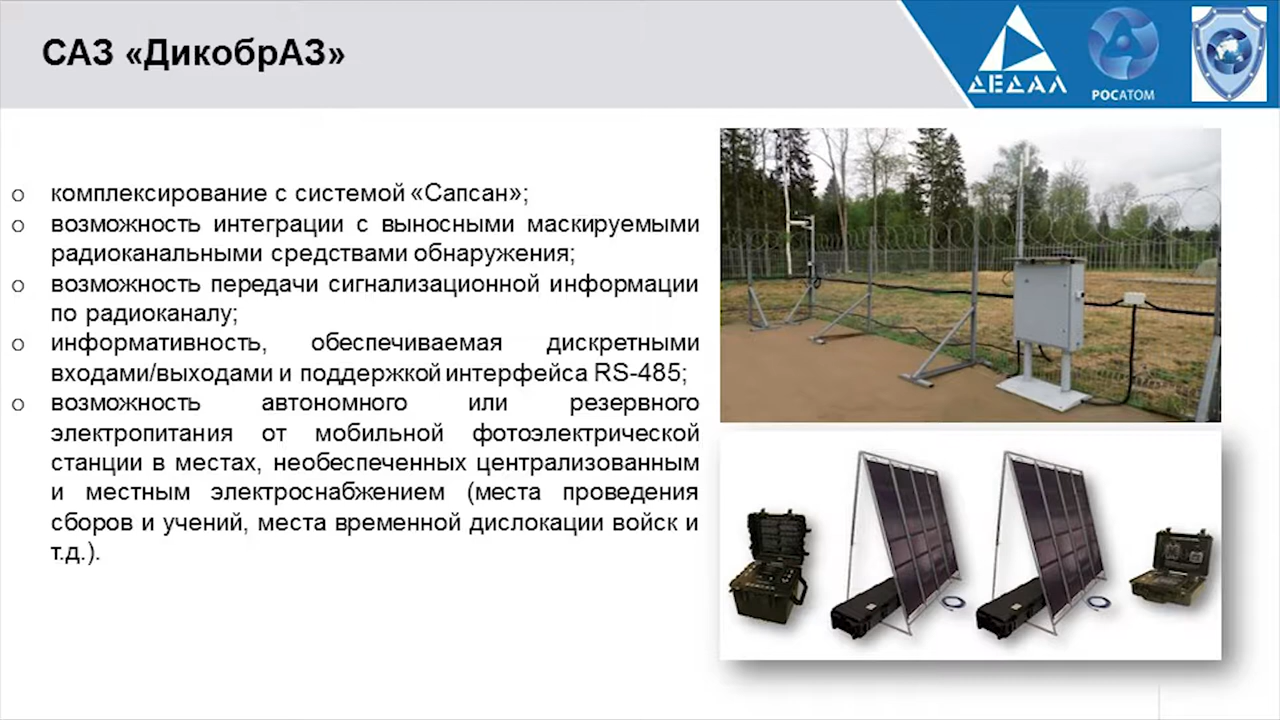 САЗ «ДикобрАЗ»
ДЕДАЛ
РОСАТОМ
комплексирование с системой «Сапсан»;
возможность интеграции с выносными маскируемыми
радиоканальными средствами обнаружения;
возможность передачи сигнализационной информации
по радиоканалу;
информативность, обеспечиваемая дискретными
входами/выходами и поддержкой интерфейса RS-485;
возможность автономного или резервного
электропитания от мобильной фотоэлектрической
станции в местах, необеспеченных централизованным
и местным электроснабжением (места проведения
сборов и учений, места временной дислокации войск и
т.д.).